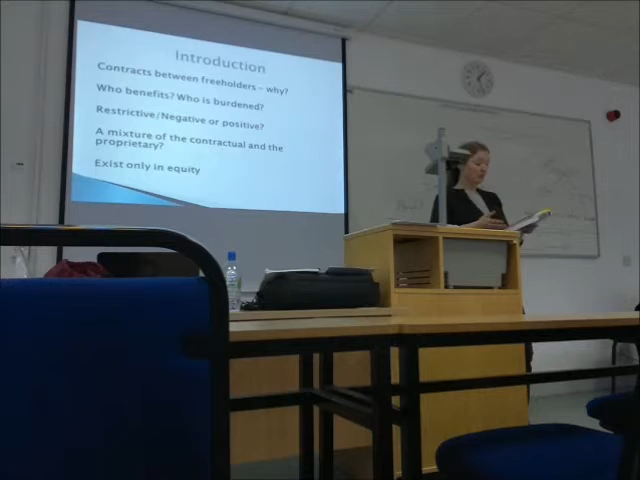 Introduction
Contracts between freeholders – why?
Who benefits? Who is burdened?
Restrictive/Negative or positive?
A mixture of the contractual and the
proprietary?
Exist only in equity